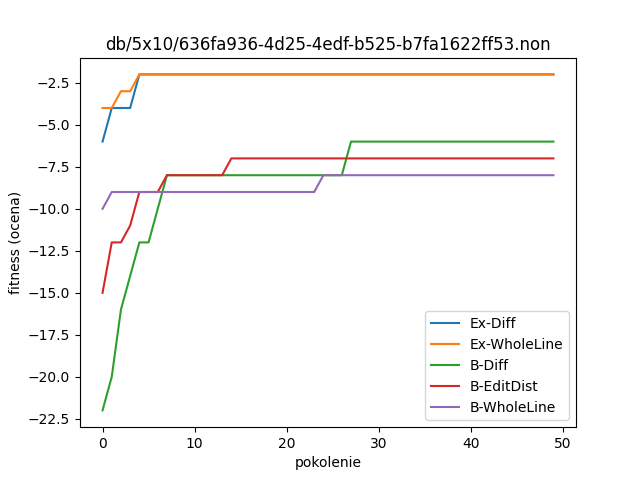 db/5x10/636fa936-4d25-4edf-b525-b7fa1622ff53.non
fitness (ocena)
−2.5
−5.0
−7.5
−10.0
−12.5
−15.0
−17.5
−20.0
−22.5
0 10 20 30 40 50
pokolenie
Ex-Diff
Ex-WholeLine
B-Diff
B-EditDist
B-WholeLine